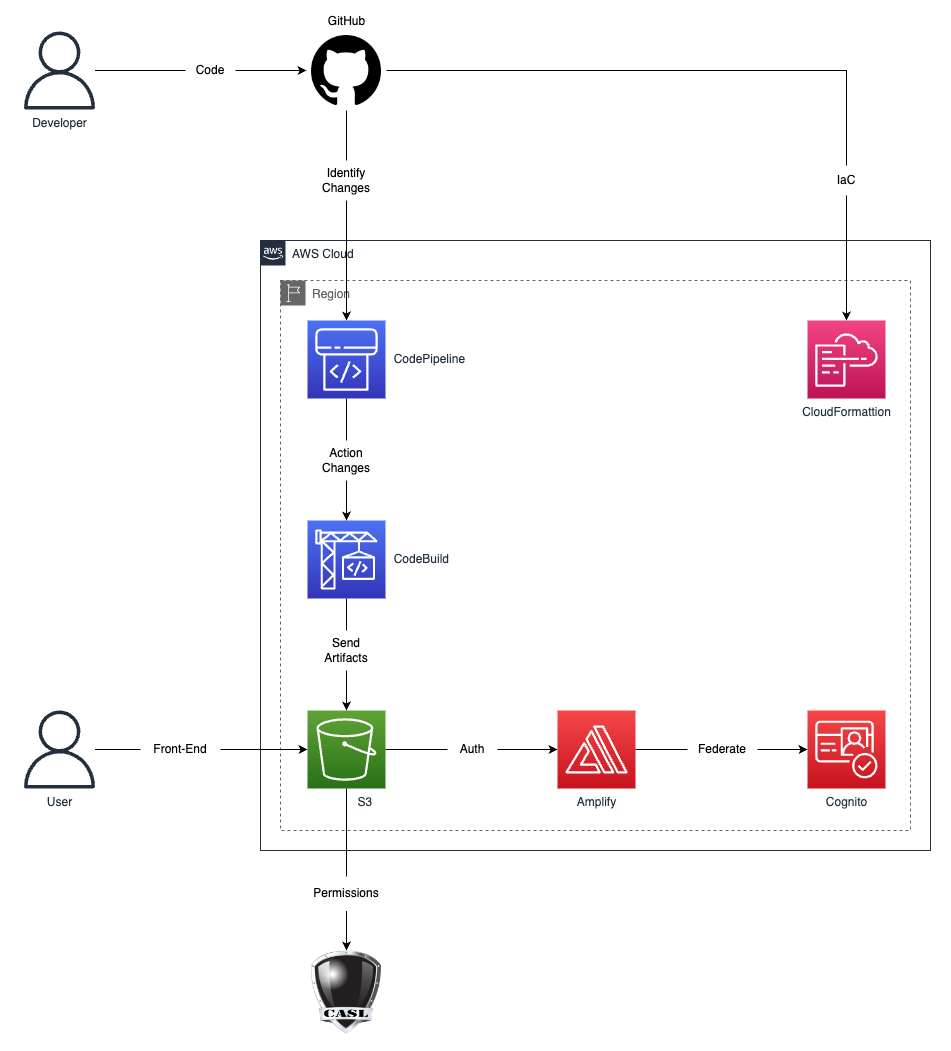 GitHub
Code
Developer
Identify
Changes
IaC
aws
AWS Cloud
Region
CodePipeline
CloudFormattion
Action
Changes
CodeBuild
Send
Artifacts
Front-End
Auth
Federate
User
S3
Amplify
Cognito
Permissions
CASL